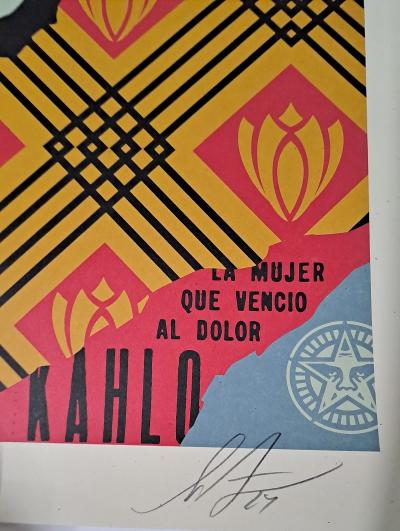 LA MUJER
QUE VENCIO
AL DOLOR
KAHLO